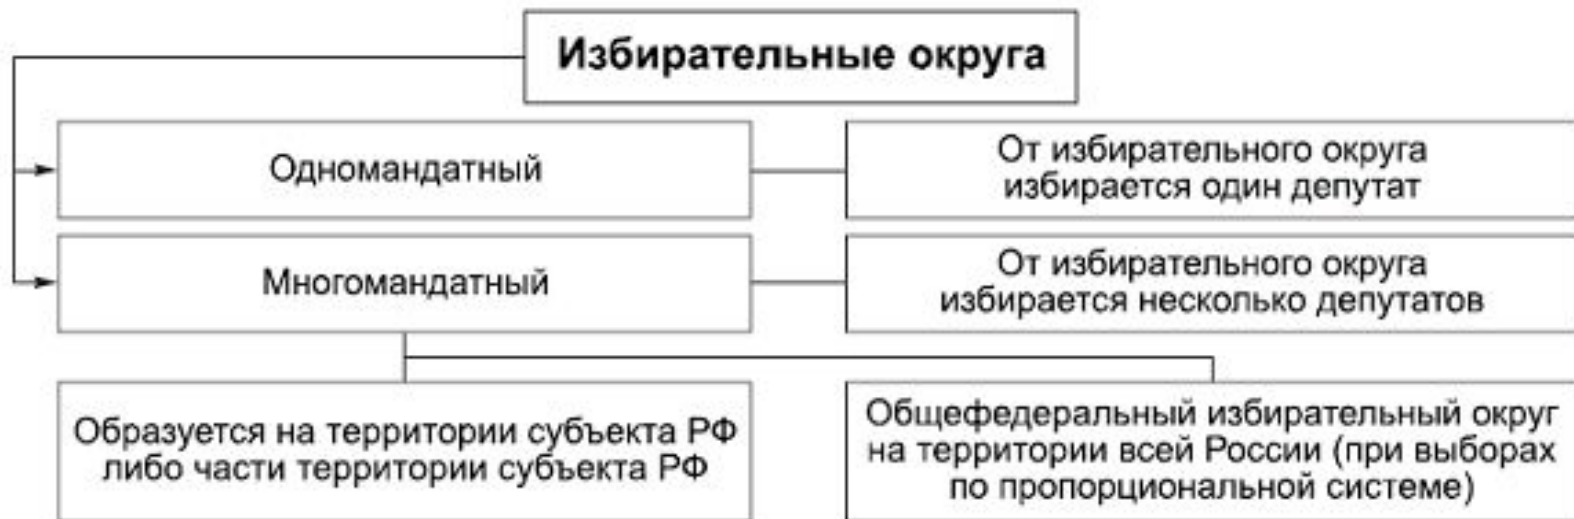 Избирательные округа
Одномандатный
От избирательного округа
избирается один депутат
Многомандатный
От избирательного округа
избирается несколько депутатов
Образуется на территории субъекта РФ
либо части территории субъекта РФ
Общефедеральный избирательный округ
на территории всей России (при выборах
по пропорциональной системе)